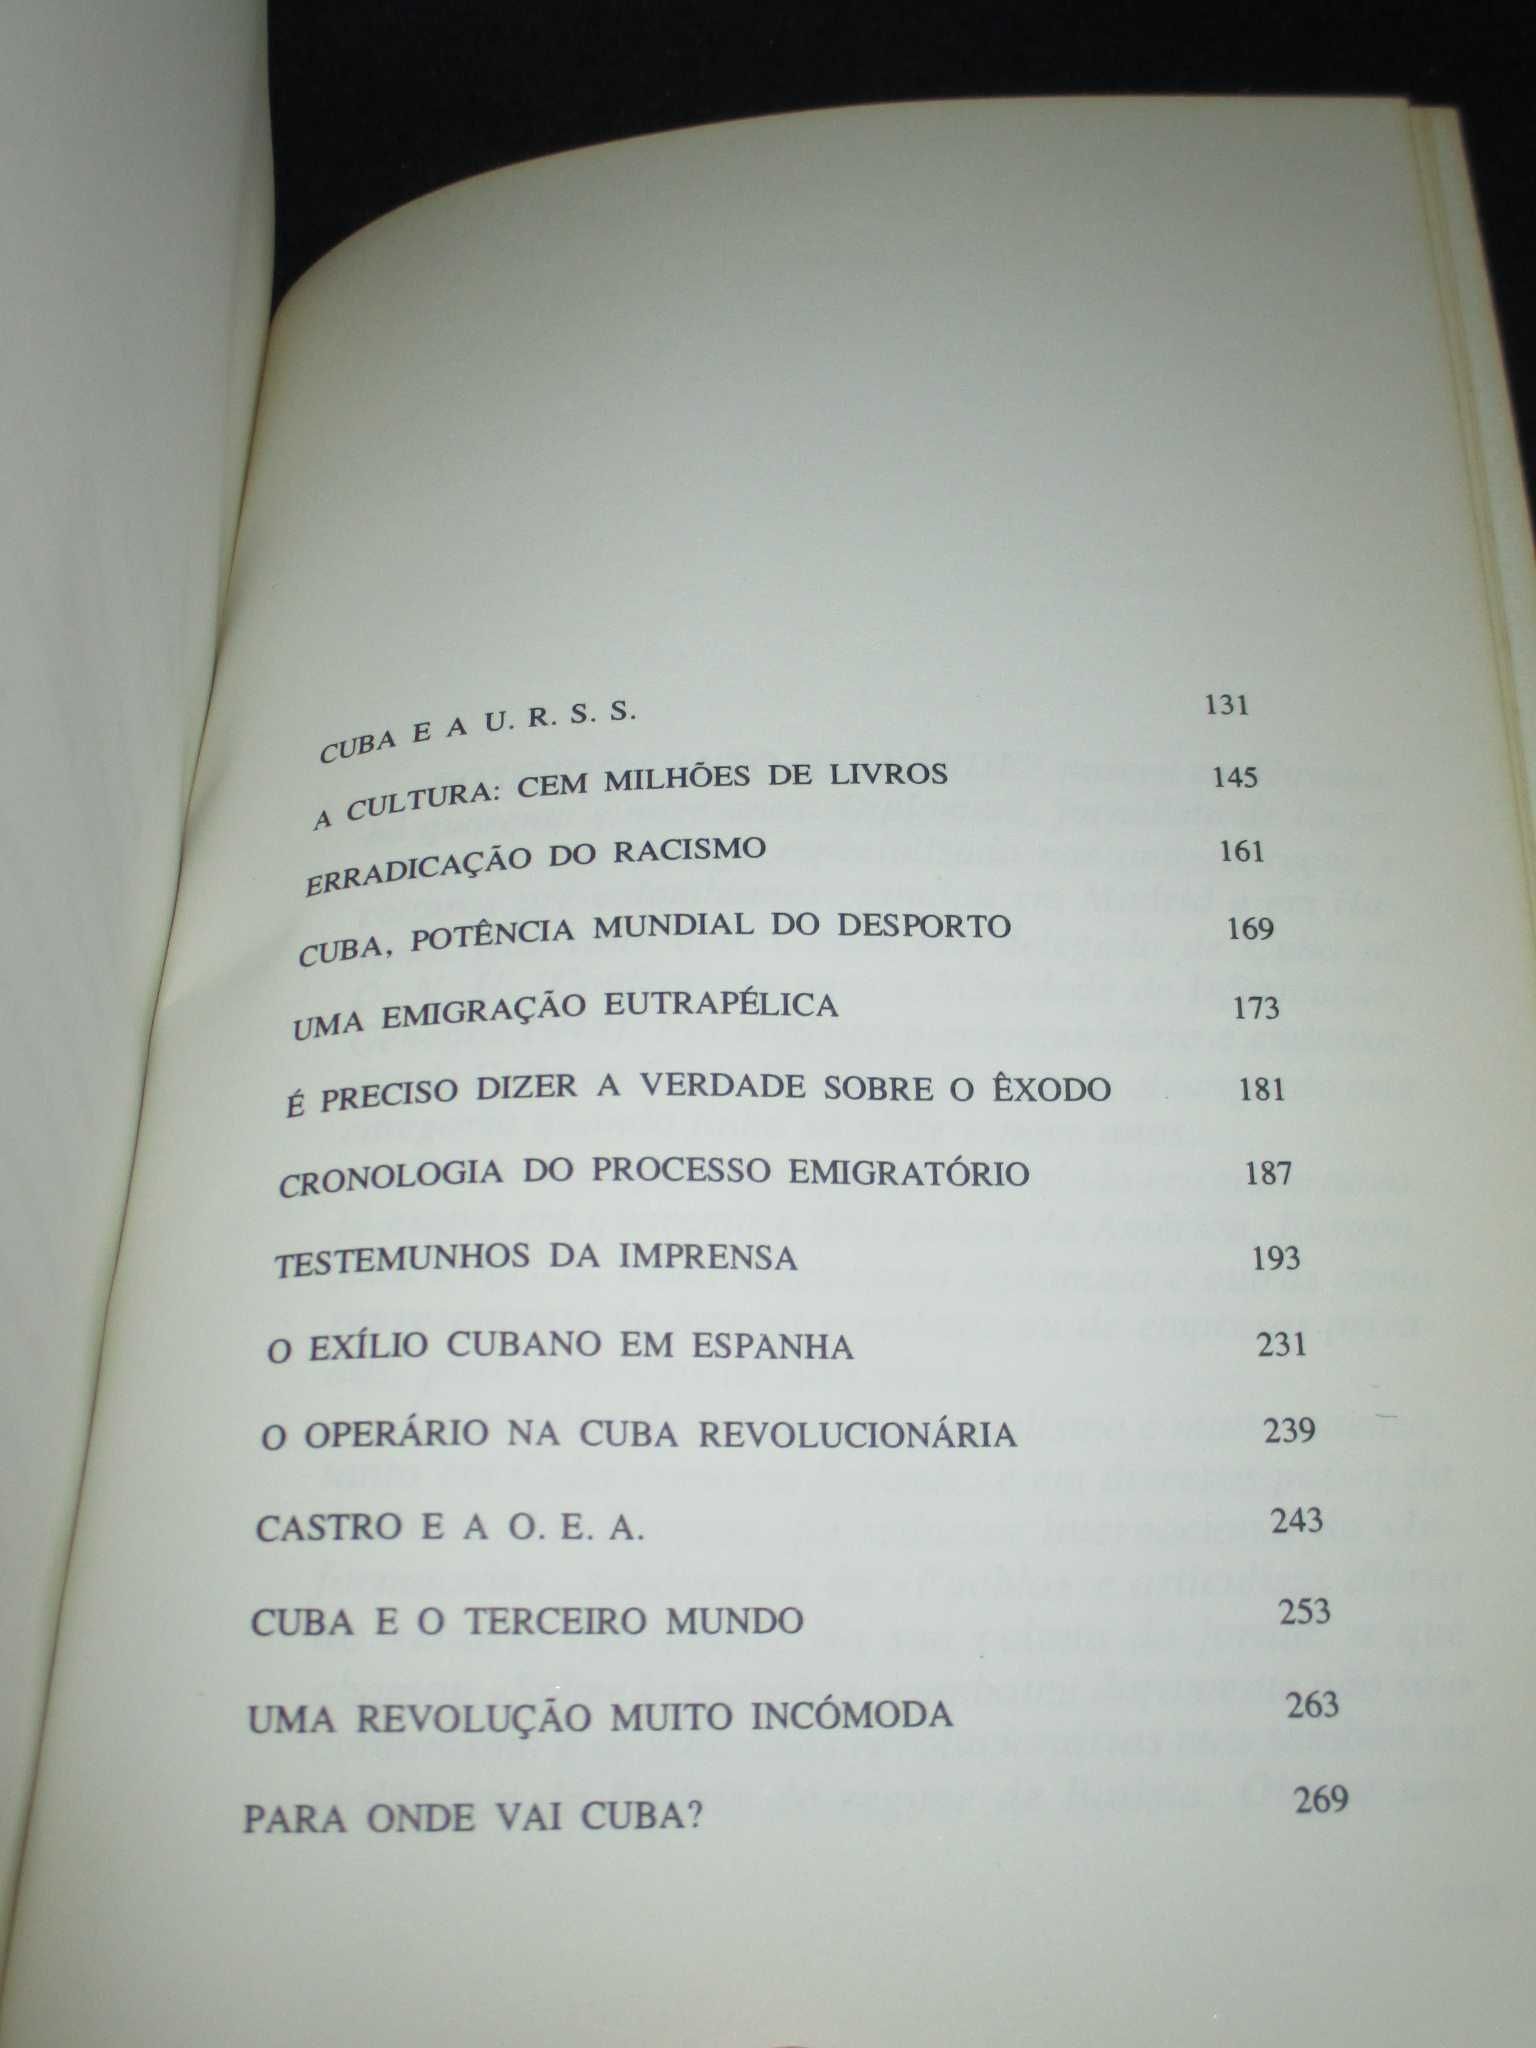 CUBA E A U. R. S. S. 131
A CULTURA: CEM MILHÕES DE LIVROS 145
ERRADICAÇÃO DO RACISMO 161
CUBA, POTÊNCIA MUNDIAL DO DESPORTO 169
UMA EMIGRAÇÃO EUTRAPÉLICA 173
É PRECISO DIZER A VERDADE SOBRE O ÊXODO 181
CRONOLOGIA DO PROCESSO EMIGRATÓRIO 187
TESTEMUNHOS DA IMPRENSA 193
O EXÍLIO CUBANO EM ESPANHA 231
O OPERÁRIO NA CUBA REVOLUCIONÁRIA 239
CASTRO E A O. E. A. 243
CUBA E O TERCEIRO MUNDO 253
UMA REVOLUÇÃO MUITO INCÓMODA 263
PARA ONDE VAI CUBA? 269